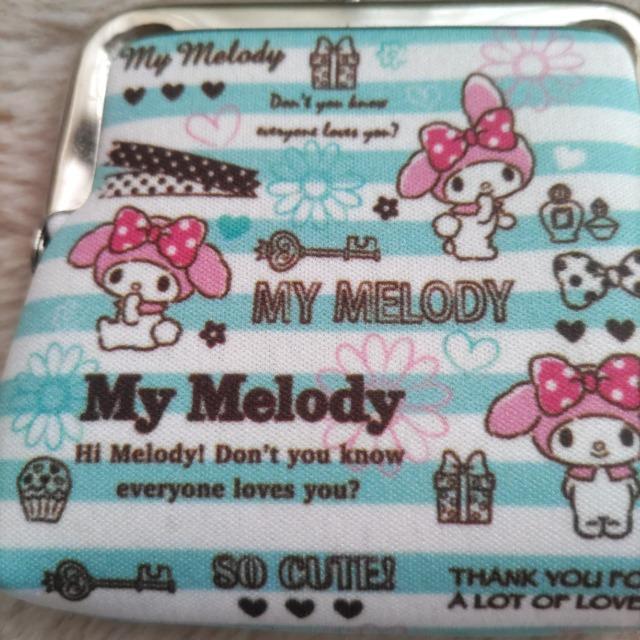 My Melody
Don't you know
everyone loves you?
MY MELODY
My Melody
Hi Melody! Don't you know
everyone loves you?
SO CUTE!
THANK YOU
A LOT OF LOVE